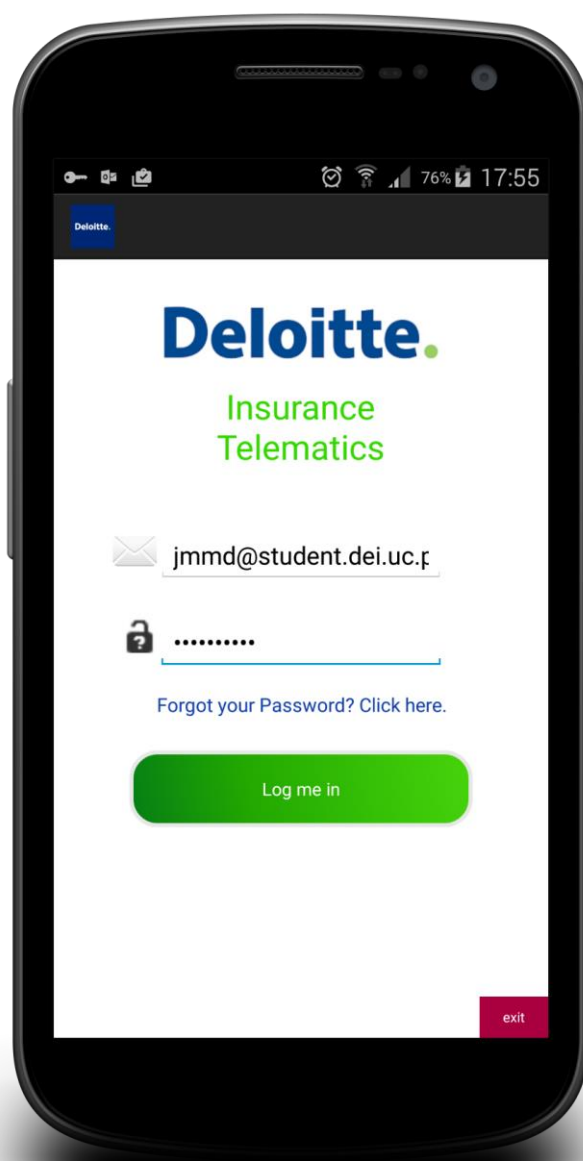 76% 17:55
Deloitte.
Deloitte.
Insurance
Telematics
jmmd@student.dei.uc.p
••••••••••
Forgot your Password? Click here.
Log me in
exit